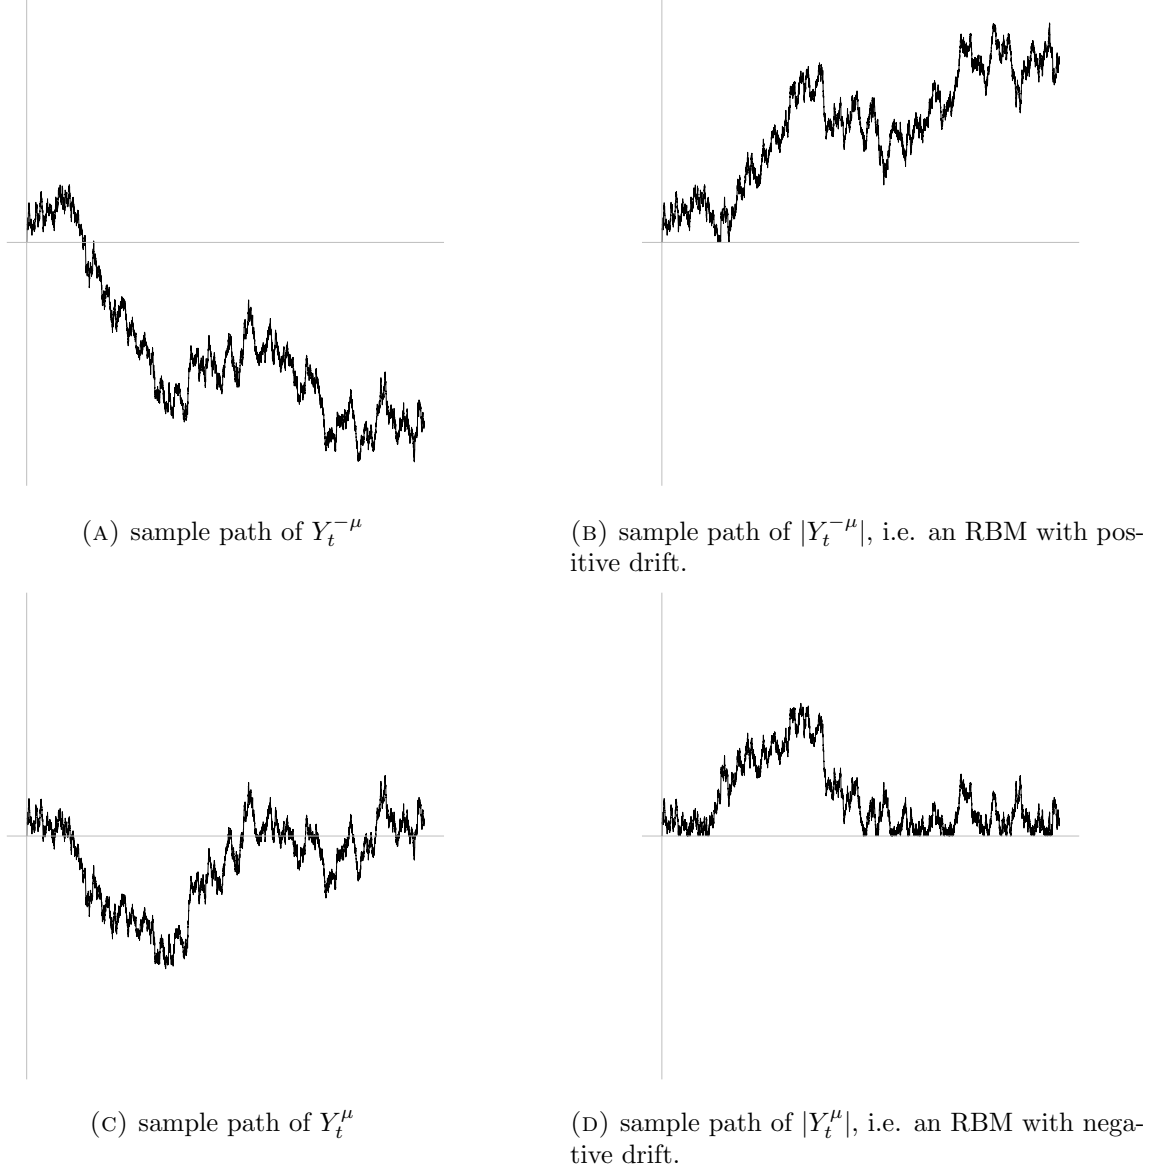 (A) sample path of $Y_t^{-\mu}$
(B) sample path of $|Y_t^{-\mu}|$, i.e. an RBM with pos-
itive drift.
(C) sample path of $Y_t^{\mu}$
(D) sample path of $|Y_t^{\mu}|$, i.e. an RBM with nega-
tive drift.